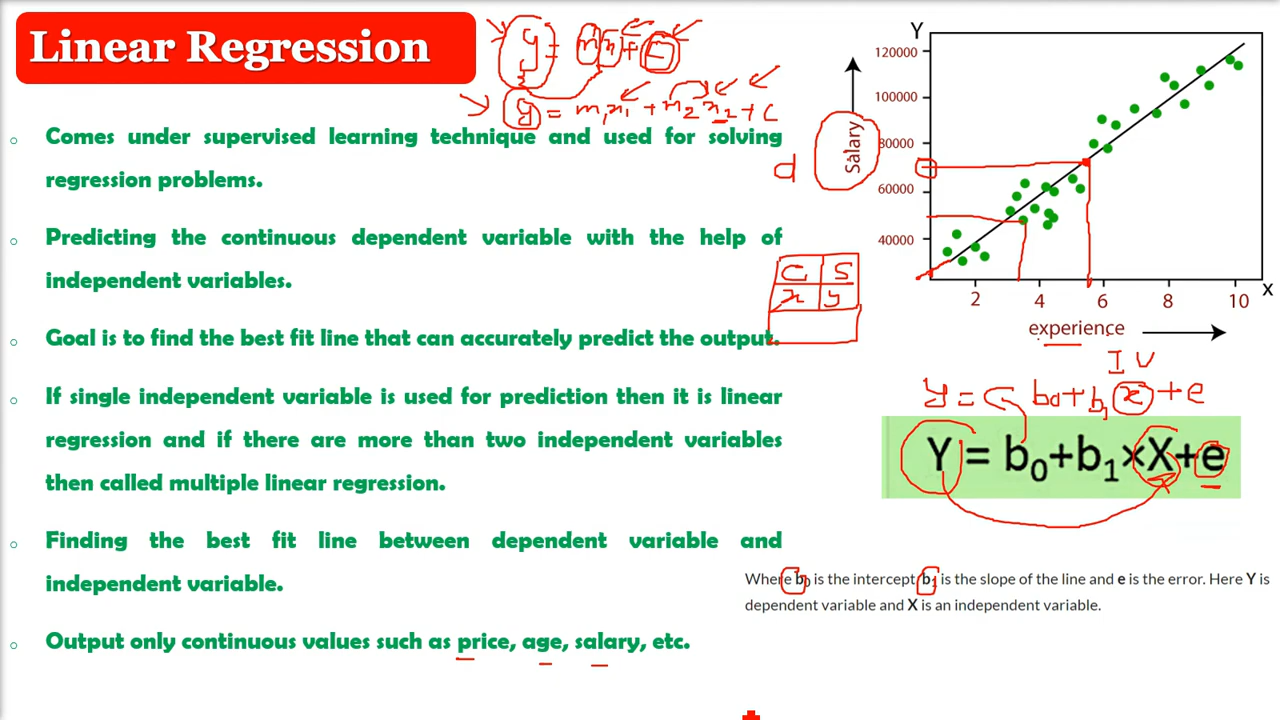 Linear Regression
y = m x + c
y = m1x1 + m2 x2 + c
Comes under supervised learning technique and used for solving
regression problems.
Predicting the continuous dependent variable with the help of
independent variables.
Goal is to find the best fit line that can accurately predict the output.
If single independent variable is used for prediction then it is linear
regression and if there are more than two independent variables
then called multiple linear regression.
Finding the best fit line between dependent variable and
independent variable.
Output only continuous values such as price, age, salary, etc.
d
C S
x y
Y
120000
100000
80000
60000
40000
Salary
2 4 6 8 10 X
experience
I V
y = b0 + b1 x + e
Y = b0+b1×X+e
Where b0 is the intercept b1 is the slope of the line and e is the error. Here Y is
dependent variable and X is an independent variable.